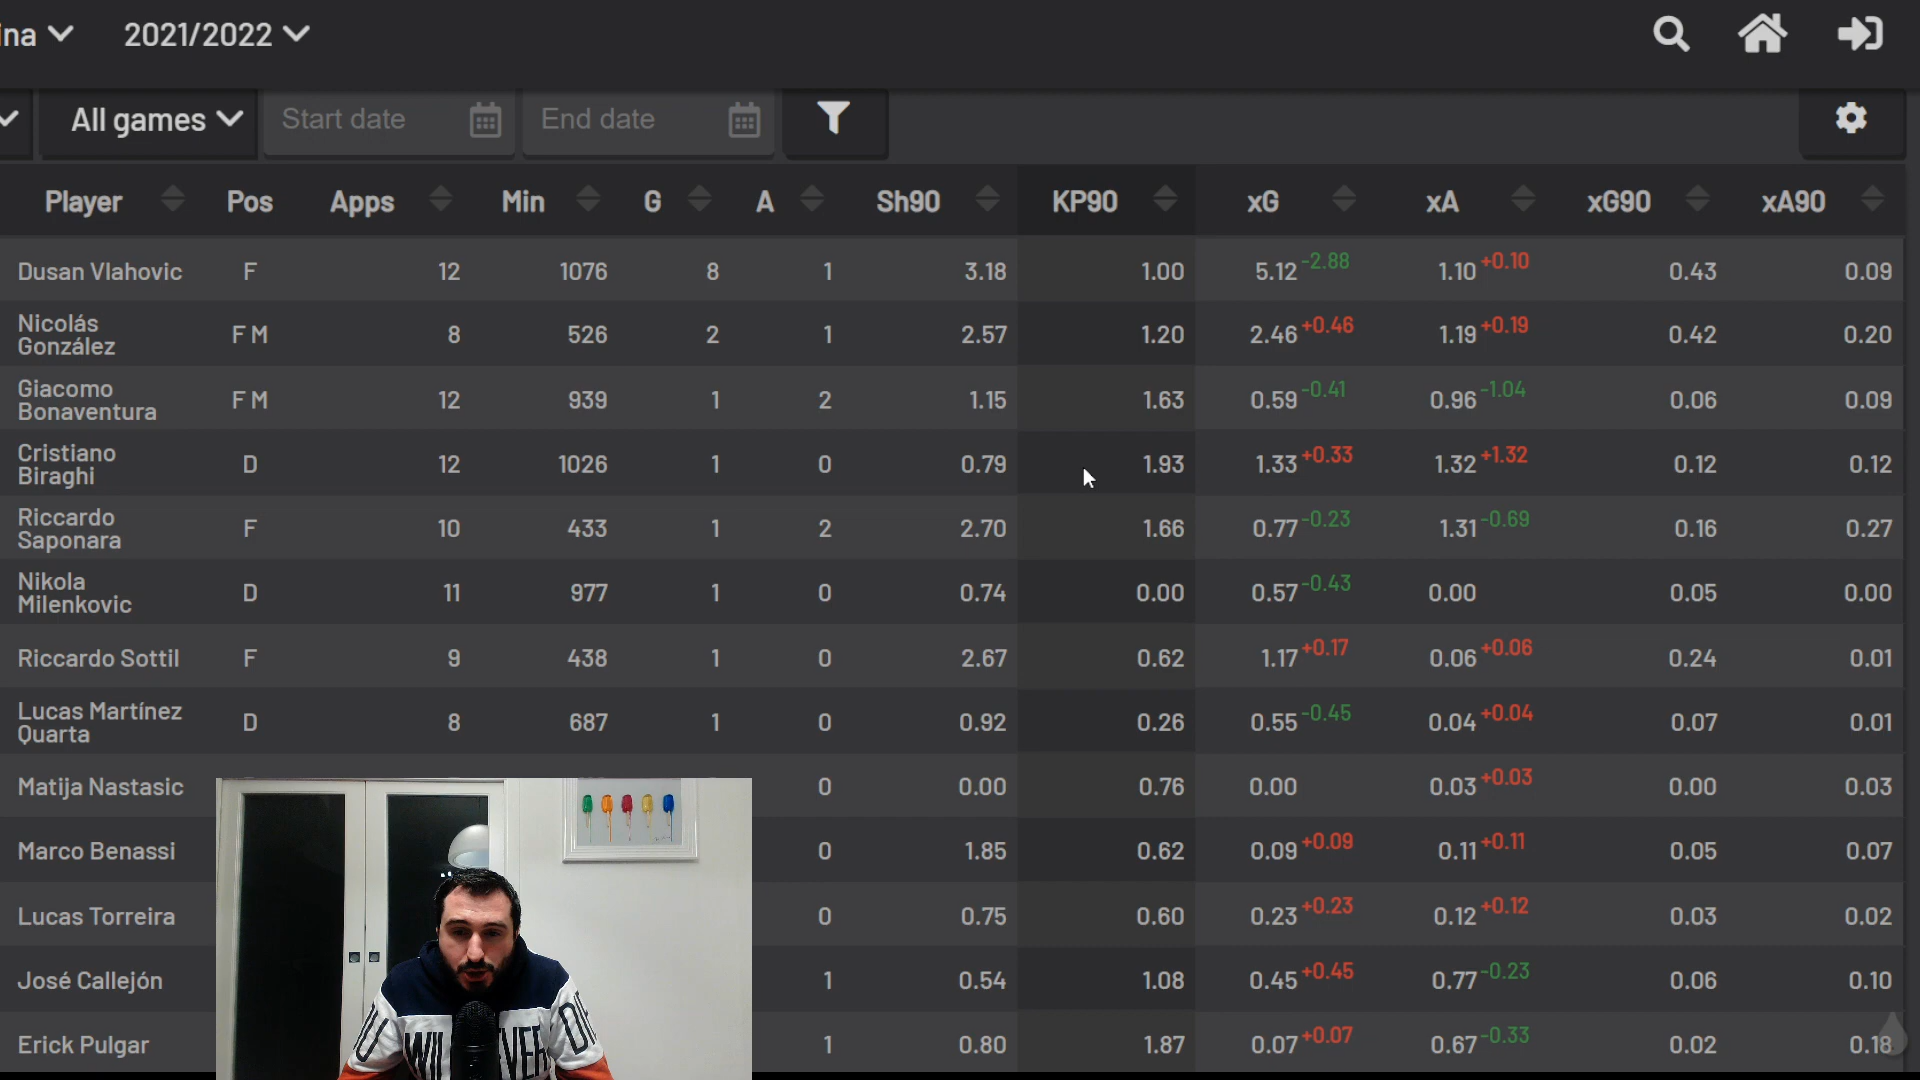 ina 2021/2022
All games Start date End date
Player Pos Apps Min G A Sh90 KP90 xG xA xG90 xA90
Dusan Vlahovic F 12 1076 8 1 3.18 1.00 5.12 -2.88 1.10 +0.10 0.43 0.09
Nicolás González F M 8 526 2 1 2.57 1.20 2.46 +0.46 1.19 +0.19 0.42 0.20
Giacomo Bonaventura F M 12 939 1 2 1.15 1.63 0.59 -0.41 0.96 -1.04 0.06 0.09
Cristiano Biraghi D 12 1026 1 0 0.79 1.93 1.33 +0.33 1.32 +1.32 0.12 0.12
Riccardo Saponara F 10 433 1 2 2.70 1.66 0.77 -0.23 1.31 -0.69 0.16 0.27
Nikola Milenkovic D 11 977 1 0 0.74 0.00 0.57 -0.43 0.00 0.05 0.00
Riccardo Sottil F 9 438 1 0 2.67 0.62 1.17 +0.17 0.06 +0.06 0.24 0.01
Lucas Martínez Quarta D 8 687 1 0 0.92 0.26 0.55 -0.45 0.04 +0.04 0.07 0.01
Matija Nastasic 0 0.00 0.76 0.00 0.03 +0.03 0.00 0.03
Marco Benassi 0 1.85 0.62 0.09 +0.09 0.11 +0.11 0.05 0.07
Lucas Torreira 0 0.75 0.60 0.23 +0.23 0.12 +0.12 0.03 0.02
José Callejón 1 0.54 1.08 0.45 +0.45 0.77 -0.23 0.06 0.10
Erick Pulgar 1 0.80 1.87 0.07 +0.07 0.67 -0.33 0.02 0.18